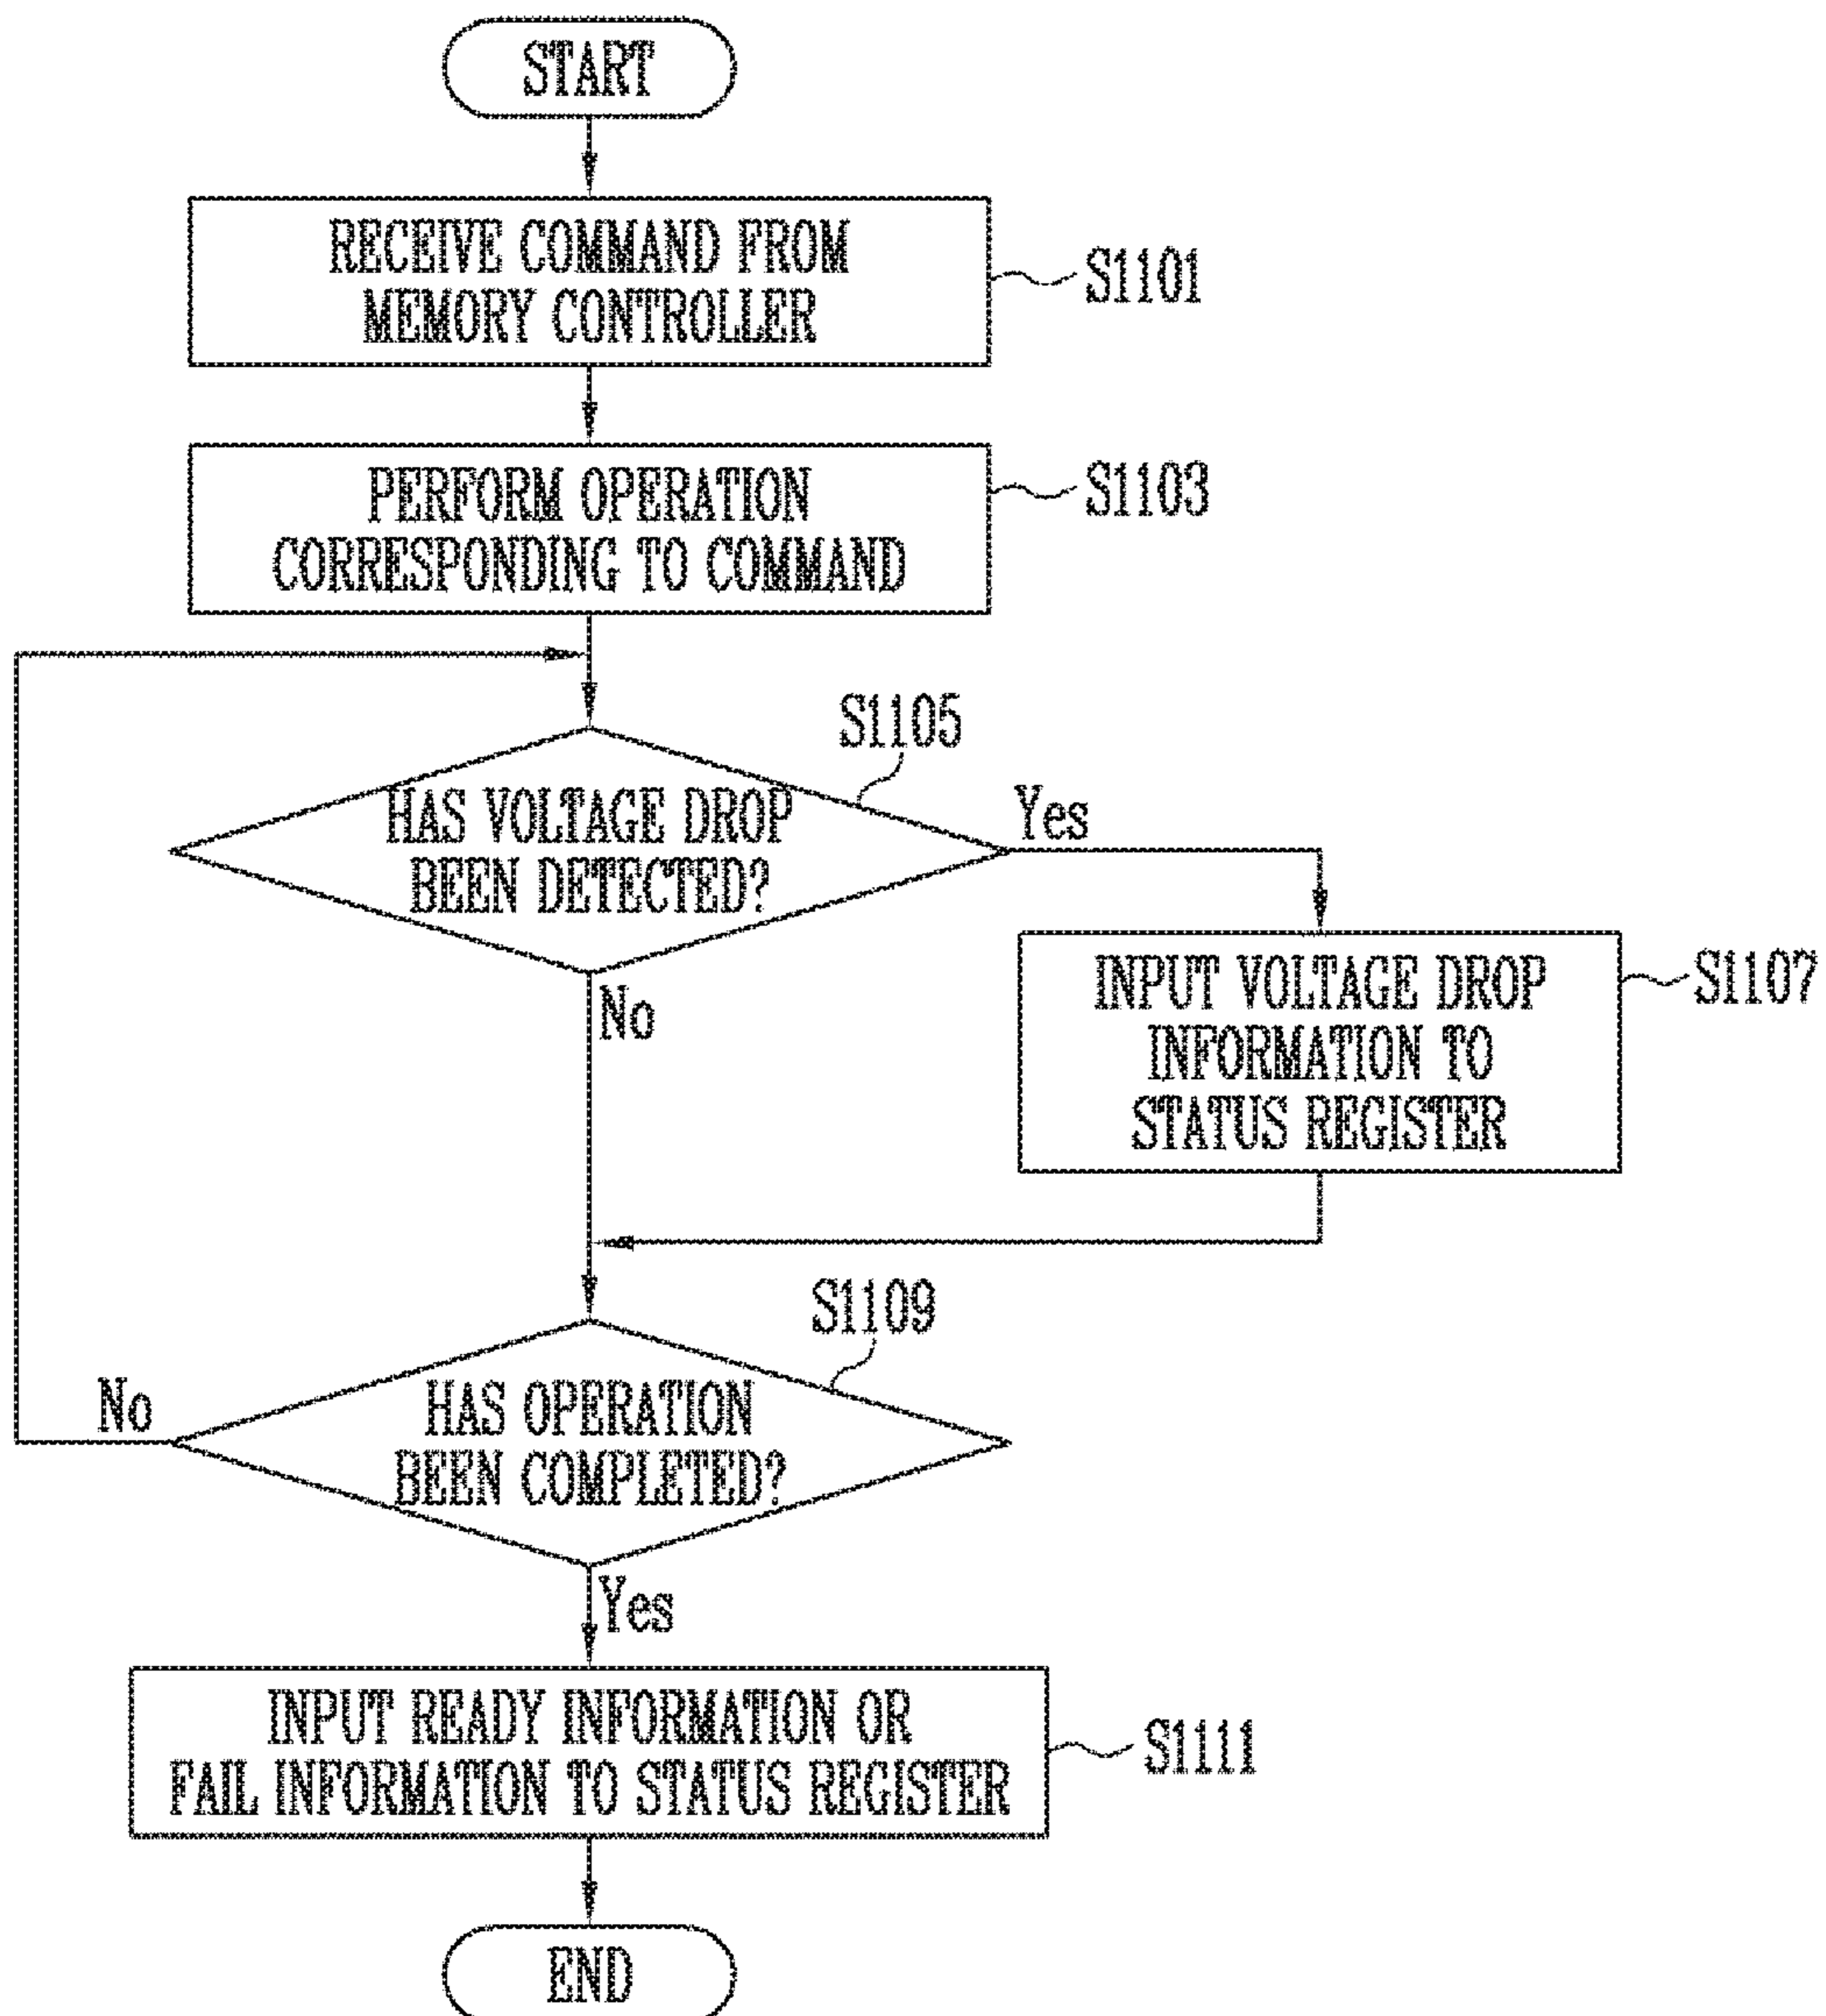 START
RECEIVE COMMAND FROM
MEMORY CONTROLLER
S1101
PERFORM OPERATION
CORRESPONDING TO COMMAND
S1103
S1105
HAS VOLTAGE DROP
BEEN DETECTED?
Yes
No
INPUT VOLTAGE DROP
INFORMATION TO
STATUS REGISTER
S1107
S1109
HAS OPERATION
BEEN COMPLETED?
No
Yes
INPUT READY INFORMATION OR
FAIL INFORMATION TO STATUS REGISTER
S1111
END